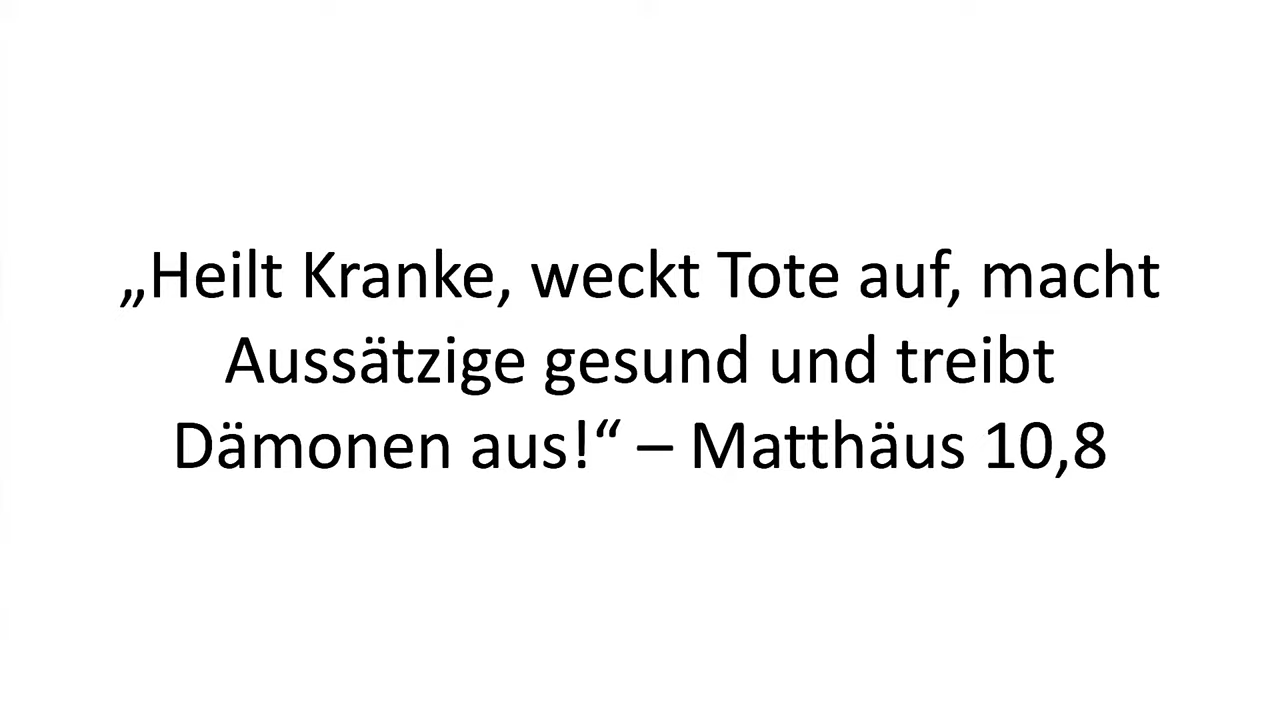 „Heilt Kranke, weckt Tote auf, macht
Aussätzige gesund und treibt
Dämonen aus!“ – Matthäus 10,8